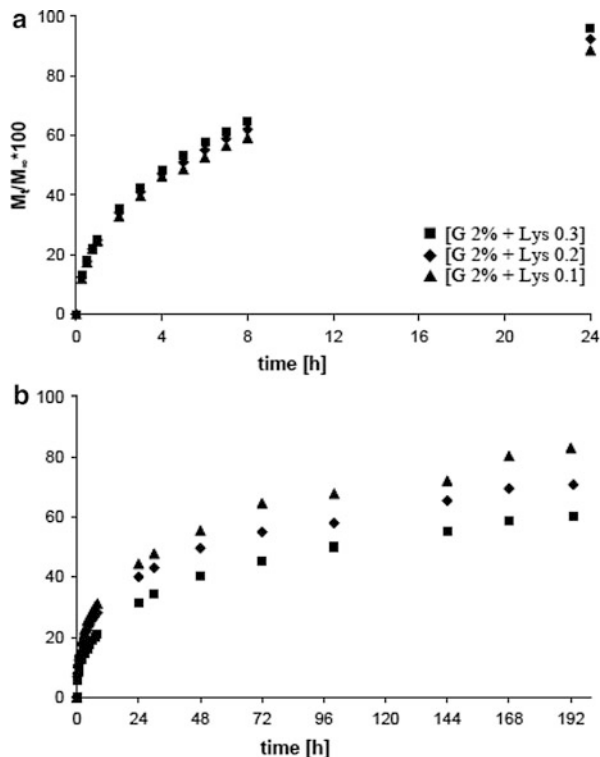 a
100
80
60
40
20
0
Mₜ/M∞*100
[G 2% + Lys 0.3]
[G 2% + Lys 0.2]
[G 2% + Lys 0.1]
0 4 8 12 16 20 24
time [h]
b
100
80
60
40
20
0
0 24 48 72 96 120 144 168 192
time [h]